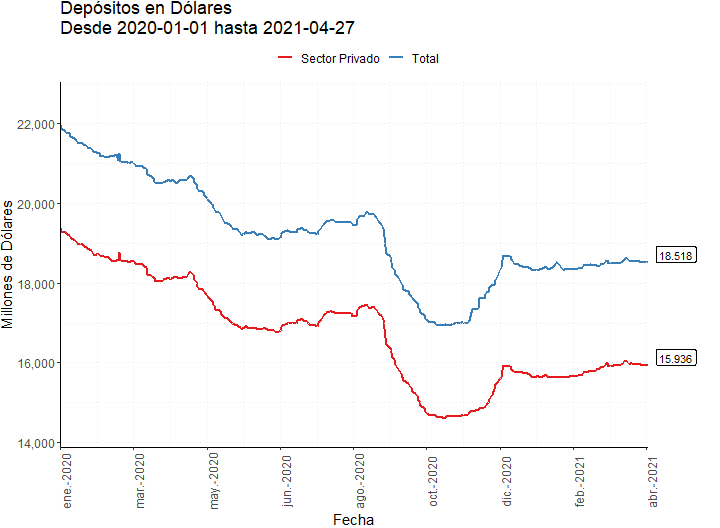 Depósitos en Dólares
Desde 2020-01-01 hasta 2021-04-27
Sector Privado Total
Millones de Dólares
22,000
20,000
18,000
16,000
14,000
18.518
15.936
ene.-2020 mar.-2020 may.-2020 jun.-2020 ago.-2020 oct.-2020 dic.-2020 feb.-2021 abr.-2021
Fecha